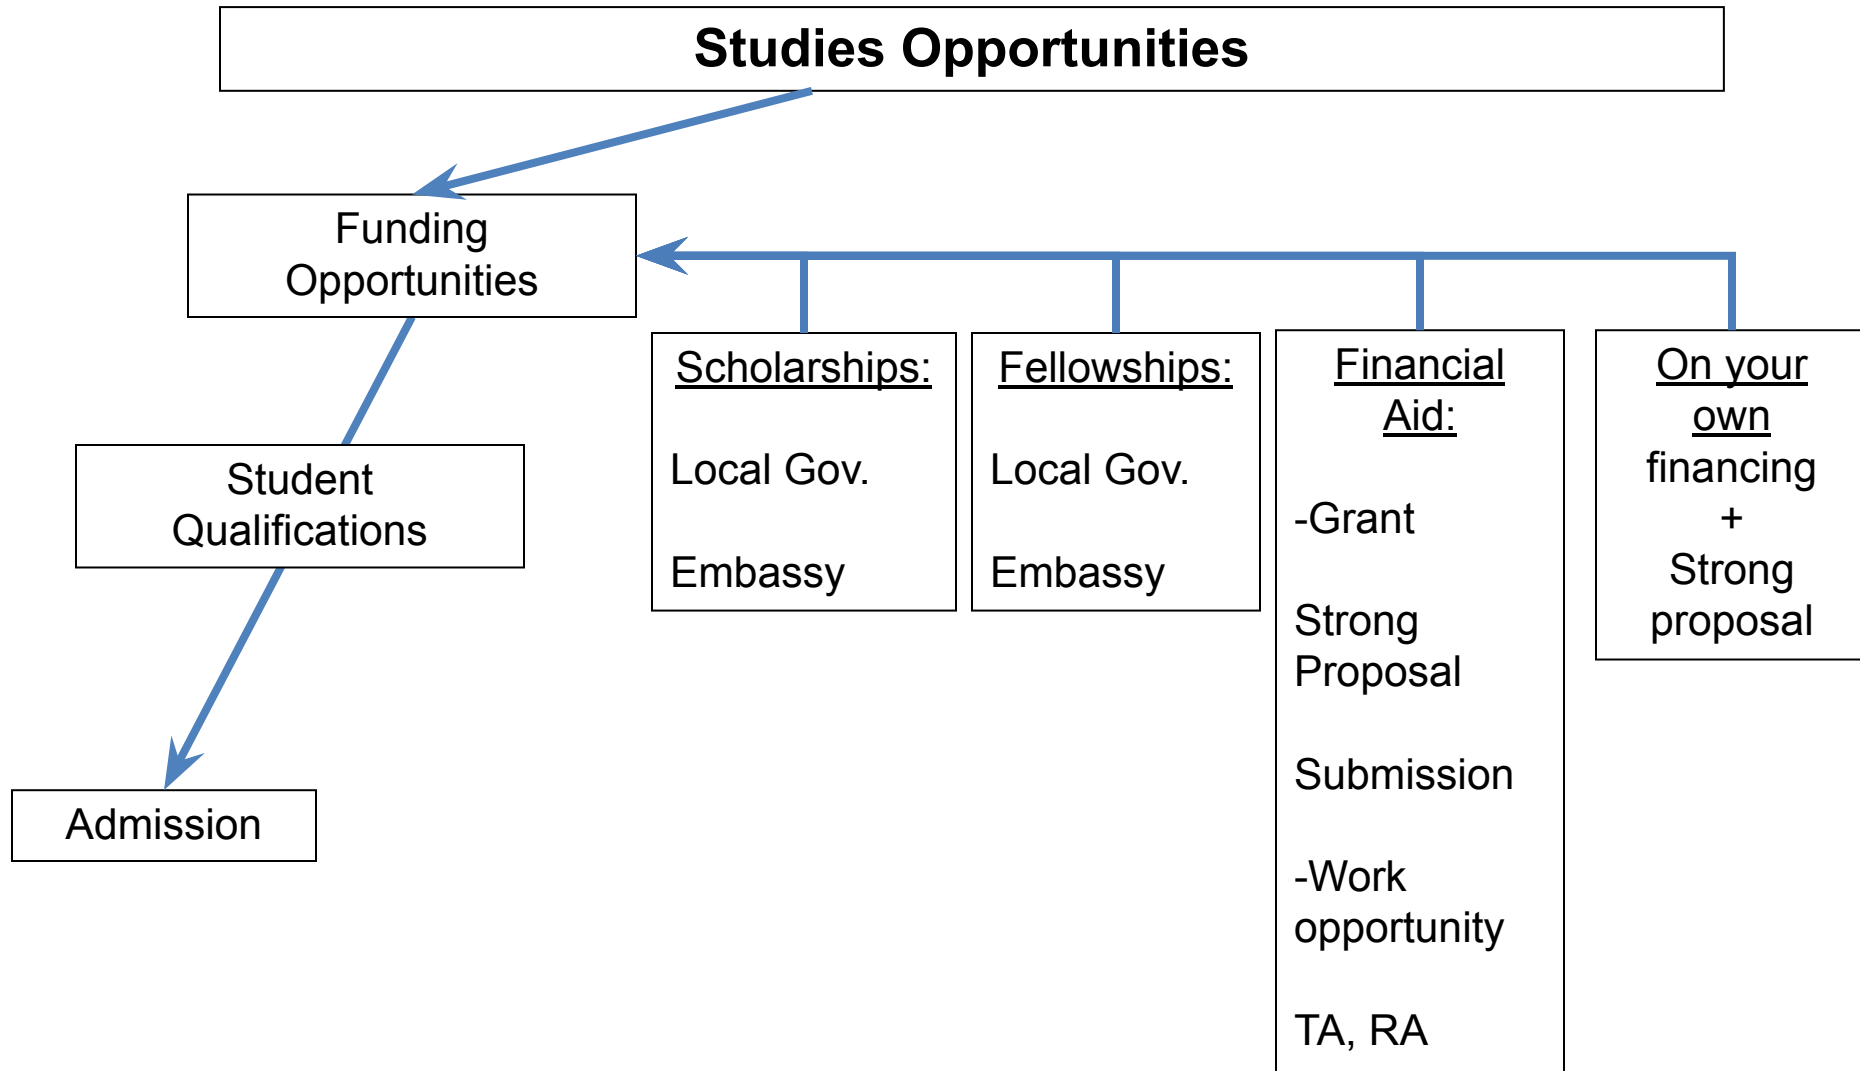 Studies Opportunities
Funding
Opportunities
Student
Qualifications
Admission
Scholarships:
Local Gov.
Embassy
Fellowships:
Local Gov.
Embassy
Financial
Aid:
-Grant
Strong
Proposal
Submission
-Work
opportunity
TA, RA
On your
own
financing
+
Strong
proposal